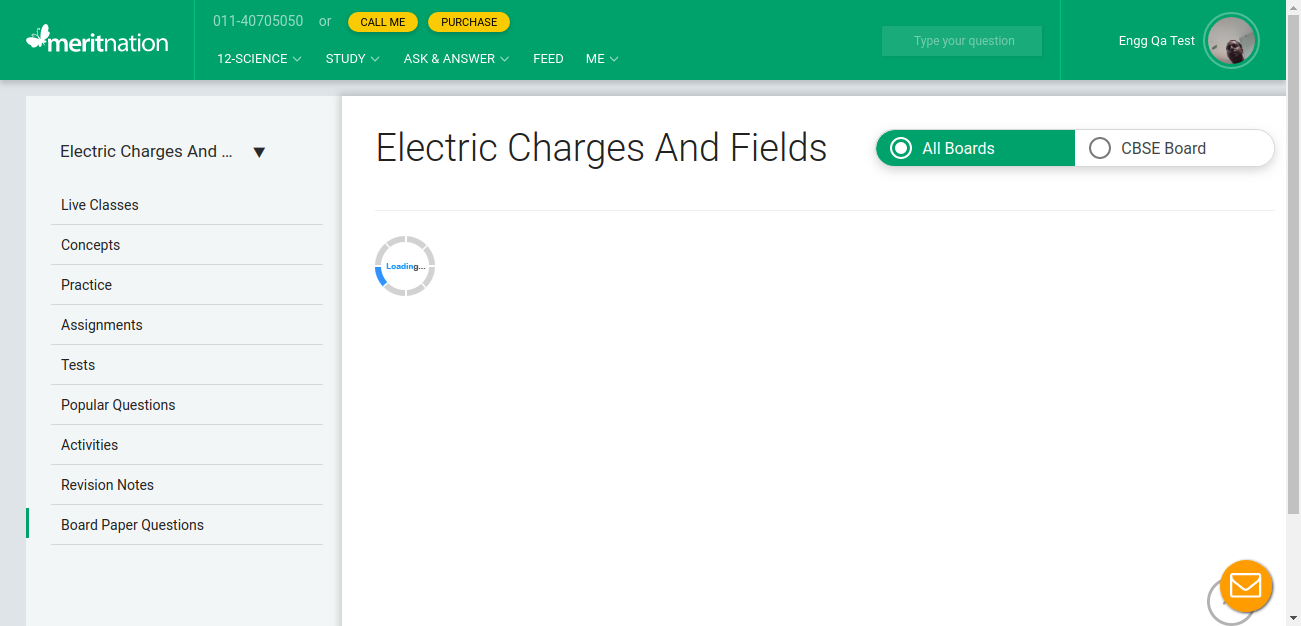 meritnation
011-40705050 or CALL ME PURCHASE
12-SCIENCE STUDY ASK & ANSWER FEED ME
Type your question
Engg Qa Test
Electric Charges And ...
Live Classes
Concepts
Practice
Assignments
Tests
Popular Questions
Activities
Revision Notes
Board Paper Questions
Electric Charges And Fields
All Boards CBSE Board
Loading...